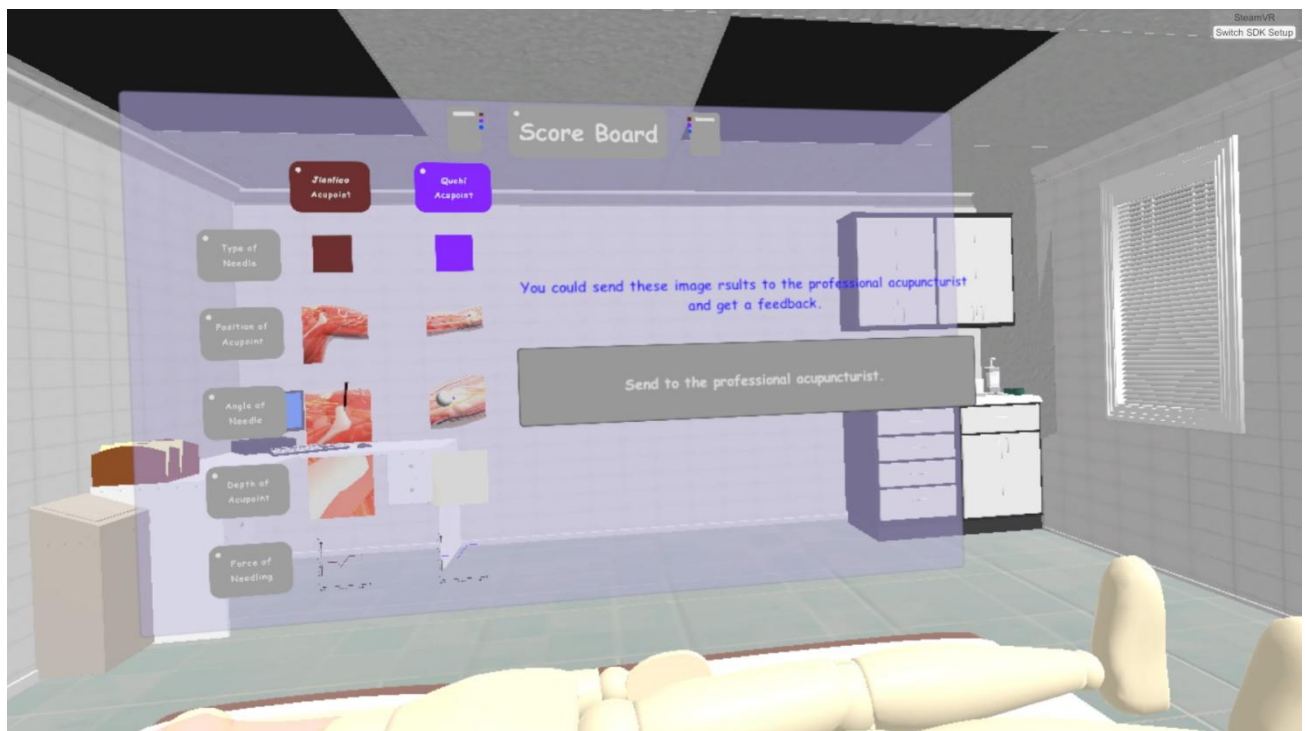 SteamVR
Switch SDK Setup
Score Board
Jianliao
Acupoint
Quchi
Acupoint
Type of
Needle
You could send these image rsults to the professional acupuncturist
and get a feedback.
Position of
Acupoint
Send to the professional acupuncturist.
Angle of
Needle
Depth of
Acupoint
Force of
Needling